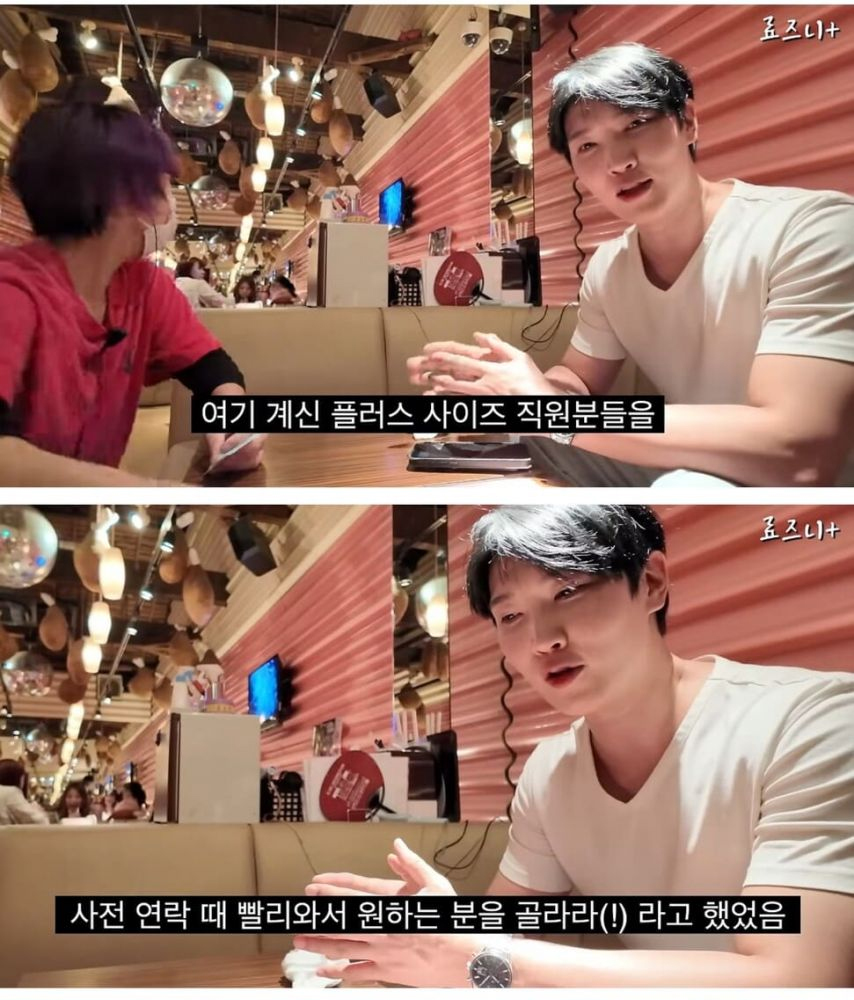 료즈니+
여기 계신 플러스 사이즈 직원분들을
료즈니+
사전 연락 때 빨리와서 원하는 분을 골라라(!) 라고 했었음